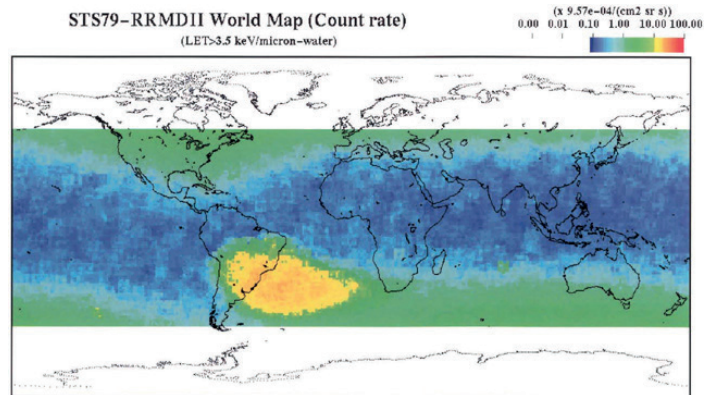 STS79-RRMDII World Map (Count rate)
(LET>3.5 keV/micron-water)
(x 9.57e-04/(cm2 sr s))
0.00 0.01 0.10 1.00 10.00 100.00